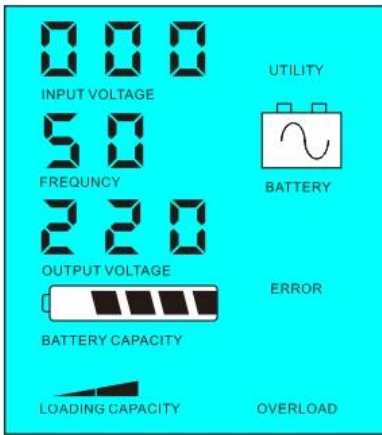 000
UTILITY
INPUT VOLTAGE
50
FREQUNCY
BATTERY
220
OUTPUT VOLTAGE
ERROR
BATTERY CAPACITY
LOADING CAPACITY
OVERLOAD